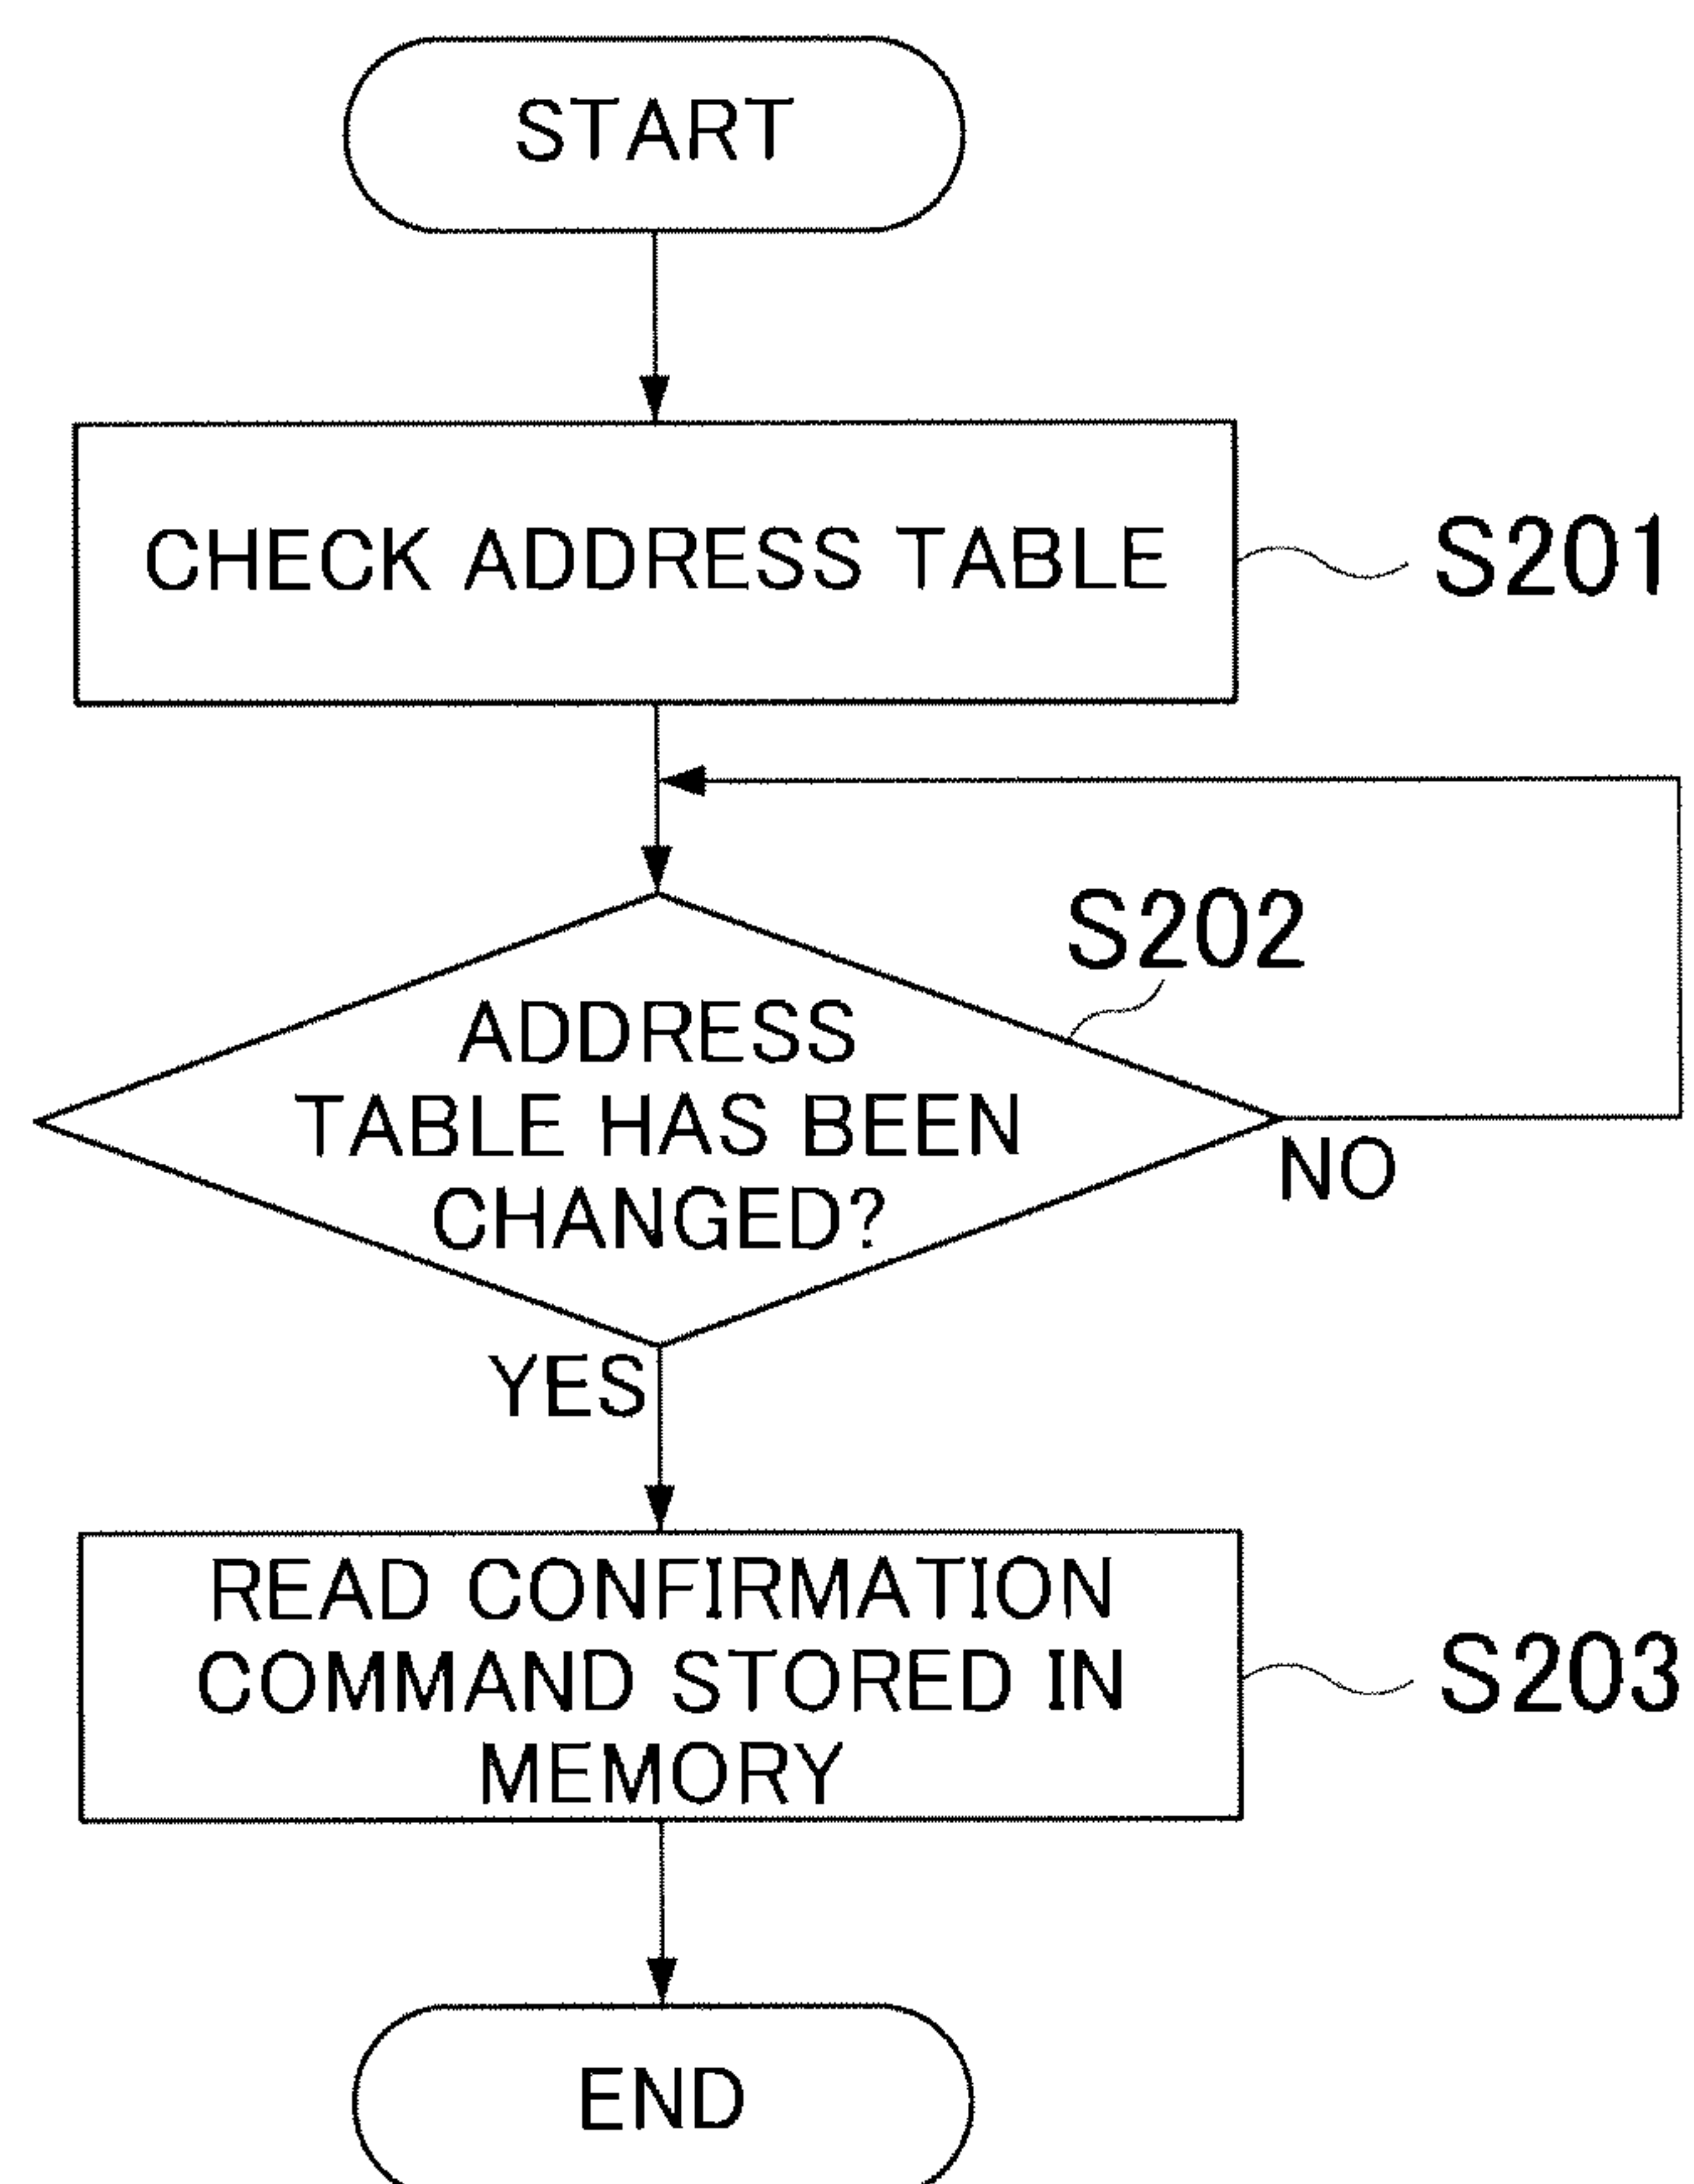 START
CHECK ADDRESS TABLE
S201
S202
ADDRESS
TABLE HAS BEEN
CHANGED?
NO
YES
READ CONFIRMATION
COMMAND STORED IN
MEMORY
S203
END